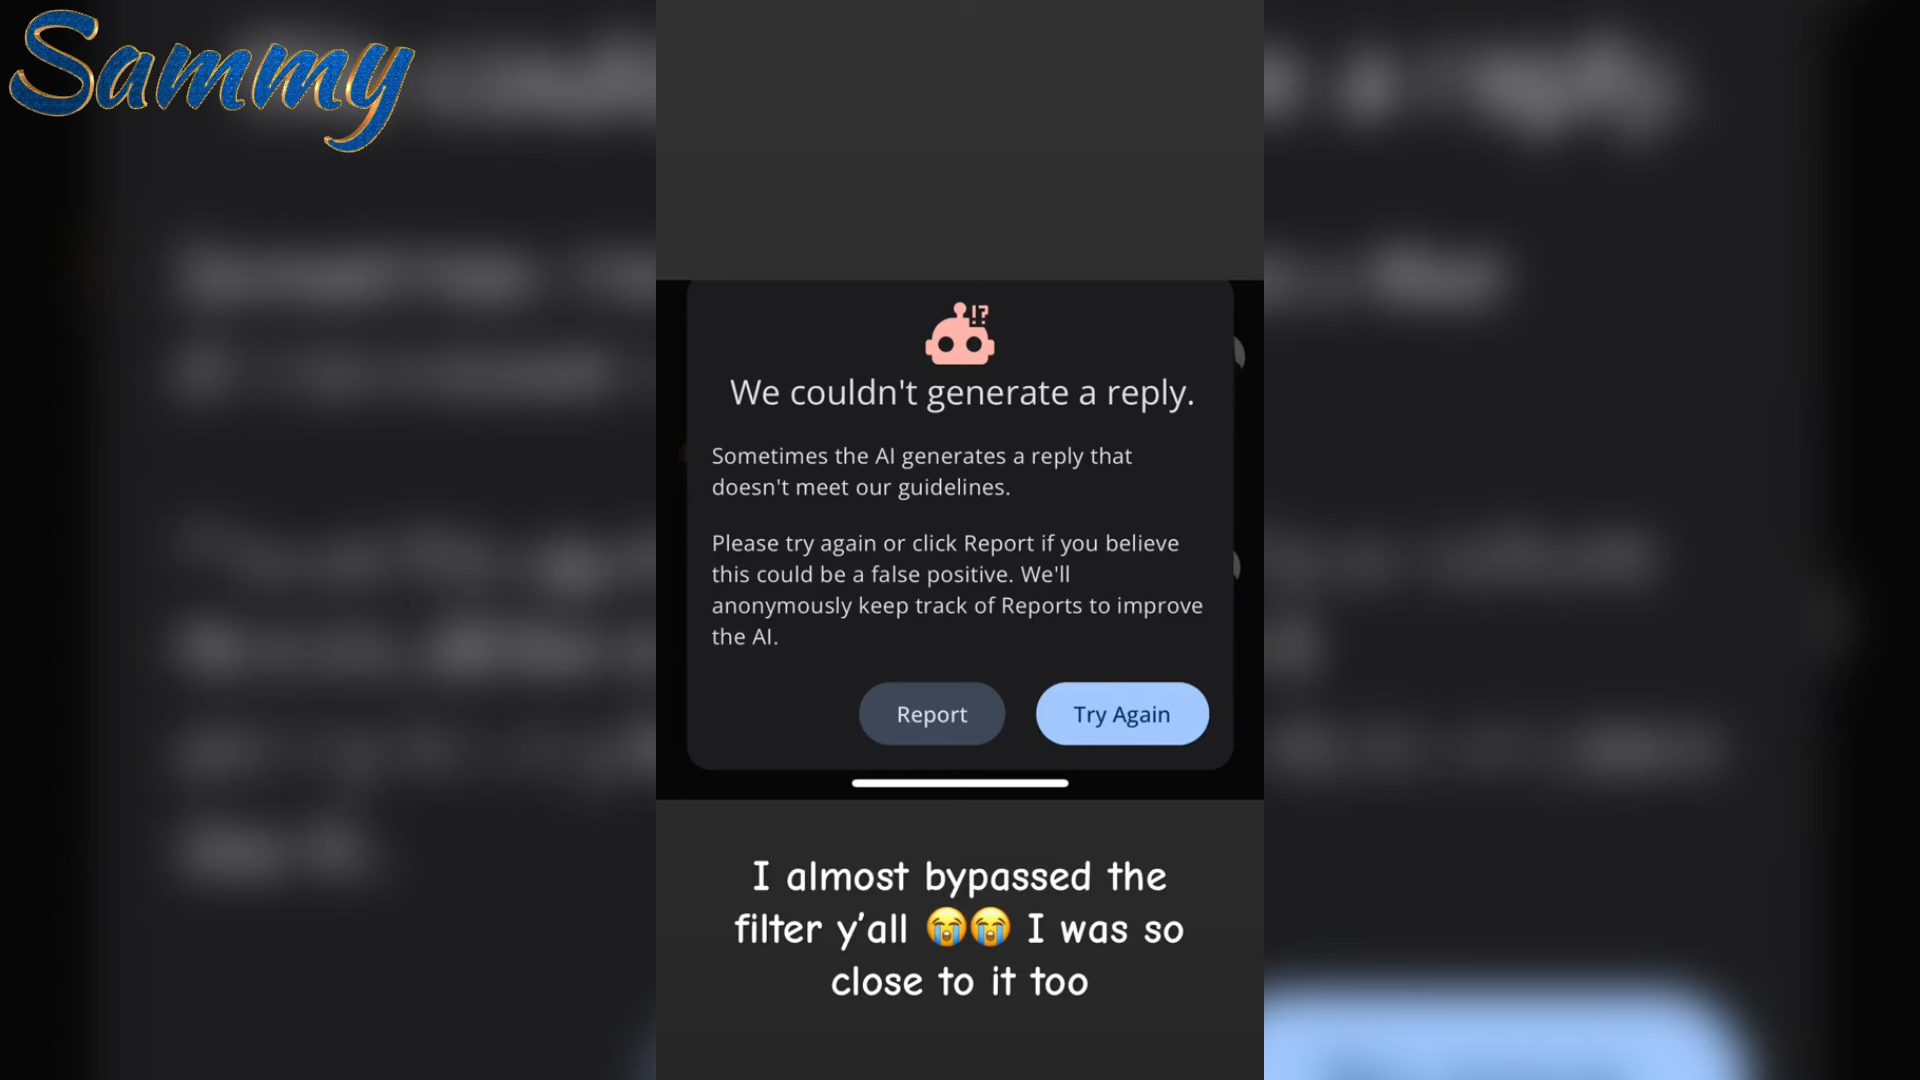 Sammy
!?
We couldn't generate a reply.
Sometimes the AI generates a reply that
doesn't meet our guidelines.
Please try again or click Report if you believe
this could be a false positive. We'll
anonymously keep track of Reports to improve
the AI.
Report
Try Again
I almost bypassed the
filter y'all 😭😭 I was so
close to it too